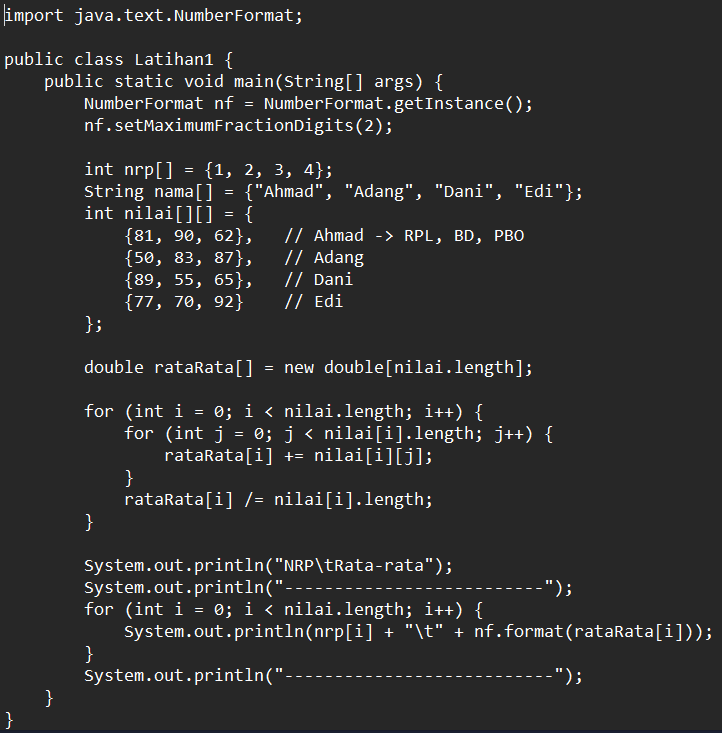 import java.text.NumberFormat;

public class Latihan1 {
    public static void main(String[] args) {
        NumberFormat nf = NumberFormat.getInstance();
        nf.setMaximumFractionDigits(2);

        int nrp[] = {1, 2, 3, 4};
        String nama[] = {"Ahmad", "Adang", "Dani", "Edi"};
        int nilai[][] = {
            {81, 90, 62},   // Ahmad -> RPL, BD, PBO
            {50, 83, 87},   // Adang
            {89, 55, 65},   // Dani
            {77, 70, 92}    // Edi
        };

        double rataRata[] = new double[nilai.length];

        for (int i = 0; i < nilai.length; i++) {
            for (int j = 0; j < nilai[i].length; j++) {
                rataRata[i] += nilai[i][j];
            }
            rataRata[i] /= nilai[i].length;
        }

        System.out.println("NRP\tRata-rata");
        System.out.println("--------------------------");
        for (int i = 0; i < nilai.length; i++) {
            System.out.println(nrp[i] + "\t" + nf.format(rataRata[i]));
        }
        System.out.println("---------------------------");
    }
}